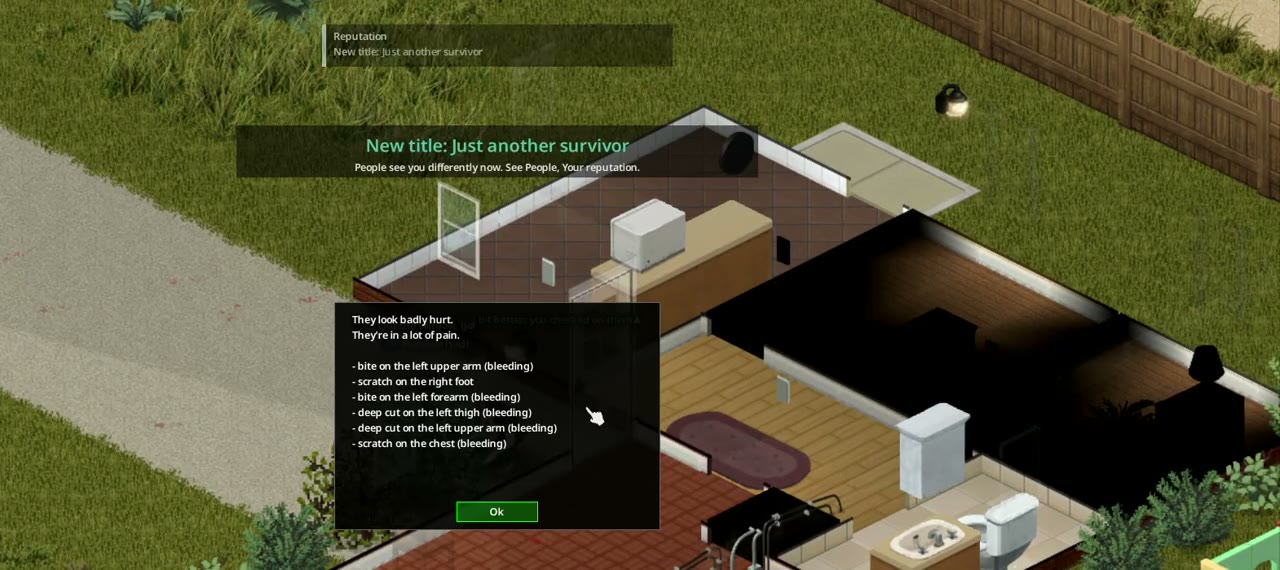 Reputation
New title: Just another survivor
New title: Just another survivor
People see you differently now. See People, Your reputation.
They look badly hurt.
They're in a lot of pain.
- bite on the left upper arm (bleeding)
- scratch on the right foot
- bite on the left forearm (bleeding)
- deep cut on the left thigh (bleeding)
- deep cut on the left upper arm (bleeding)
- scratch on the chest (bleeding)
Ok